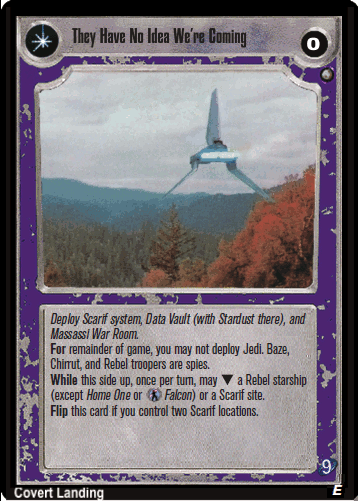 They Have No Idea We're Coming
0
Deploy Scarif system, Data Vault (with Stardust there), and
Massassi War Room.
For remainder of game, you may not deploy Jedi. Baze,
Chirrut, and Rebel troopers are spies.
While this side up, once per turn, may ▼ a Rebel starship
(except Home One or Falcon) or a Scarif site.
Flip this card if you control two Scarif locations.
9
Covert Landing
E